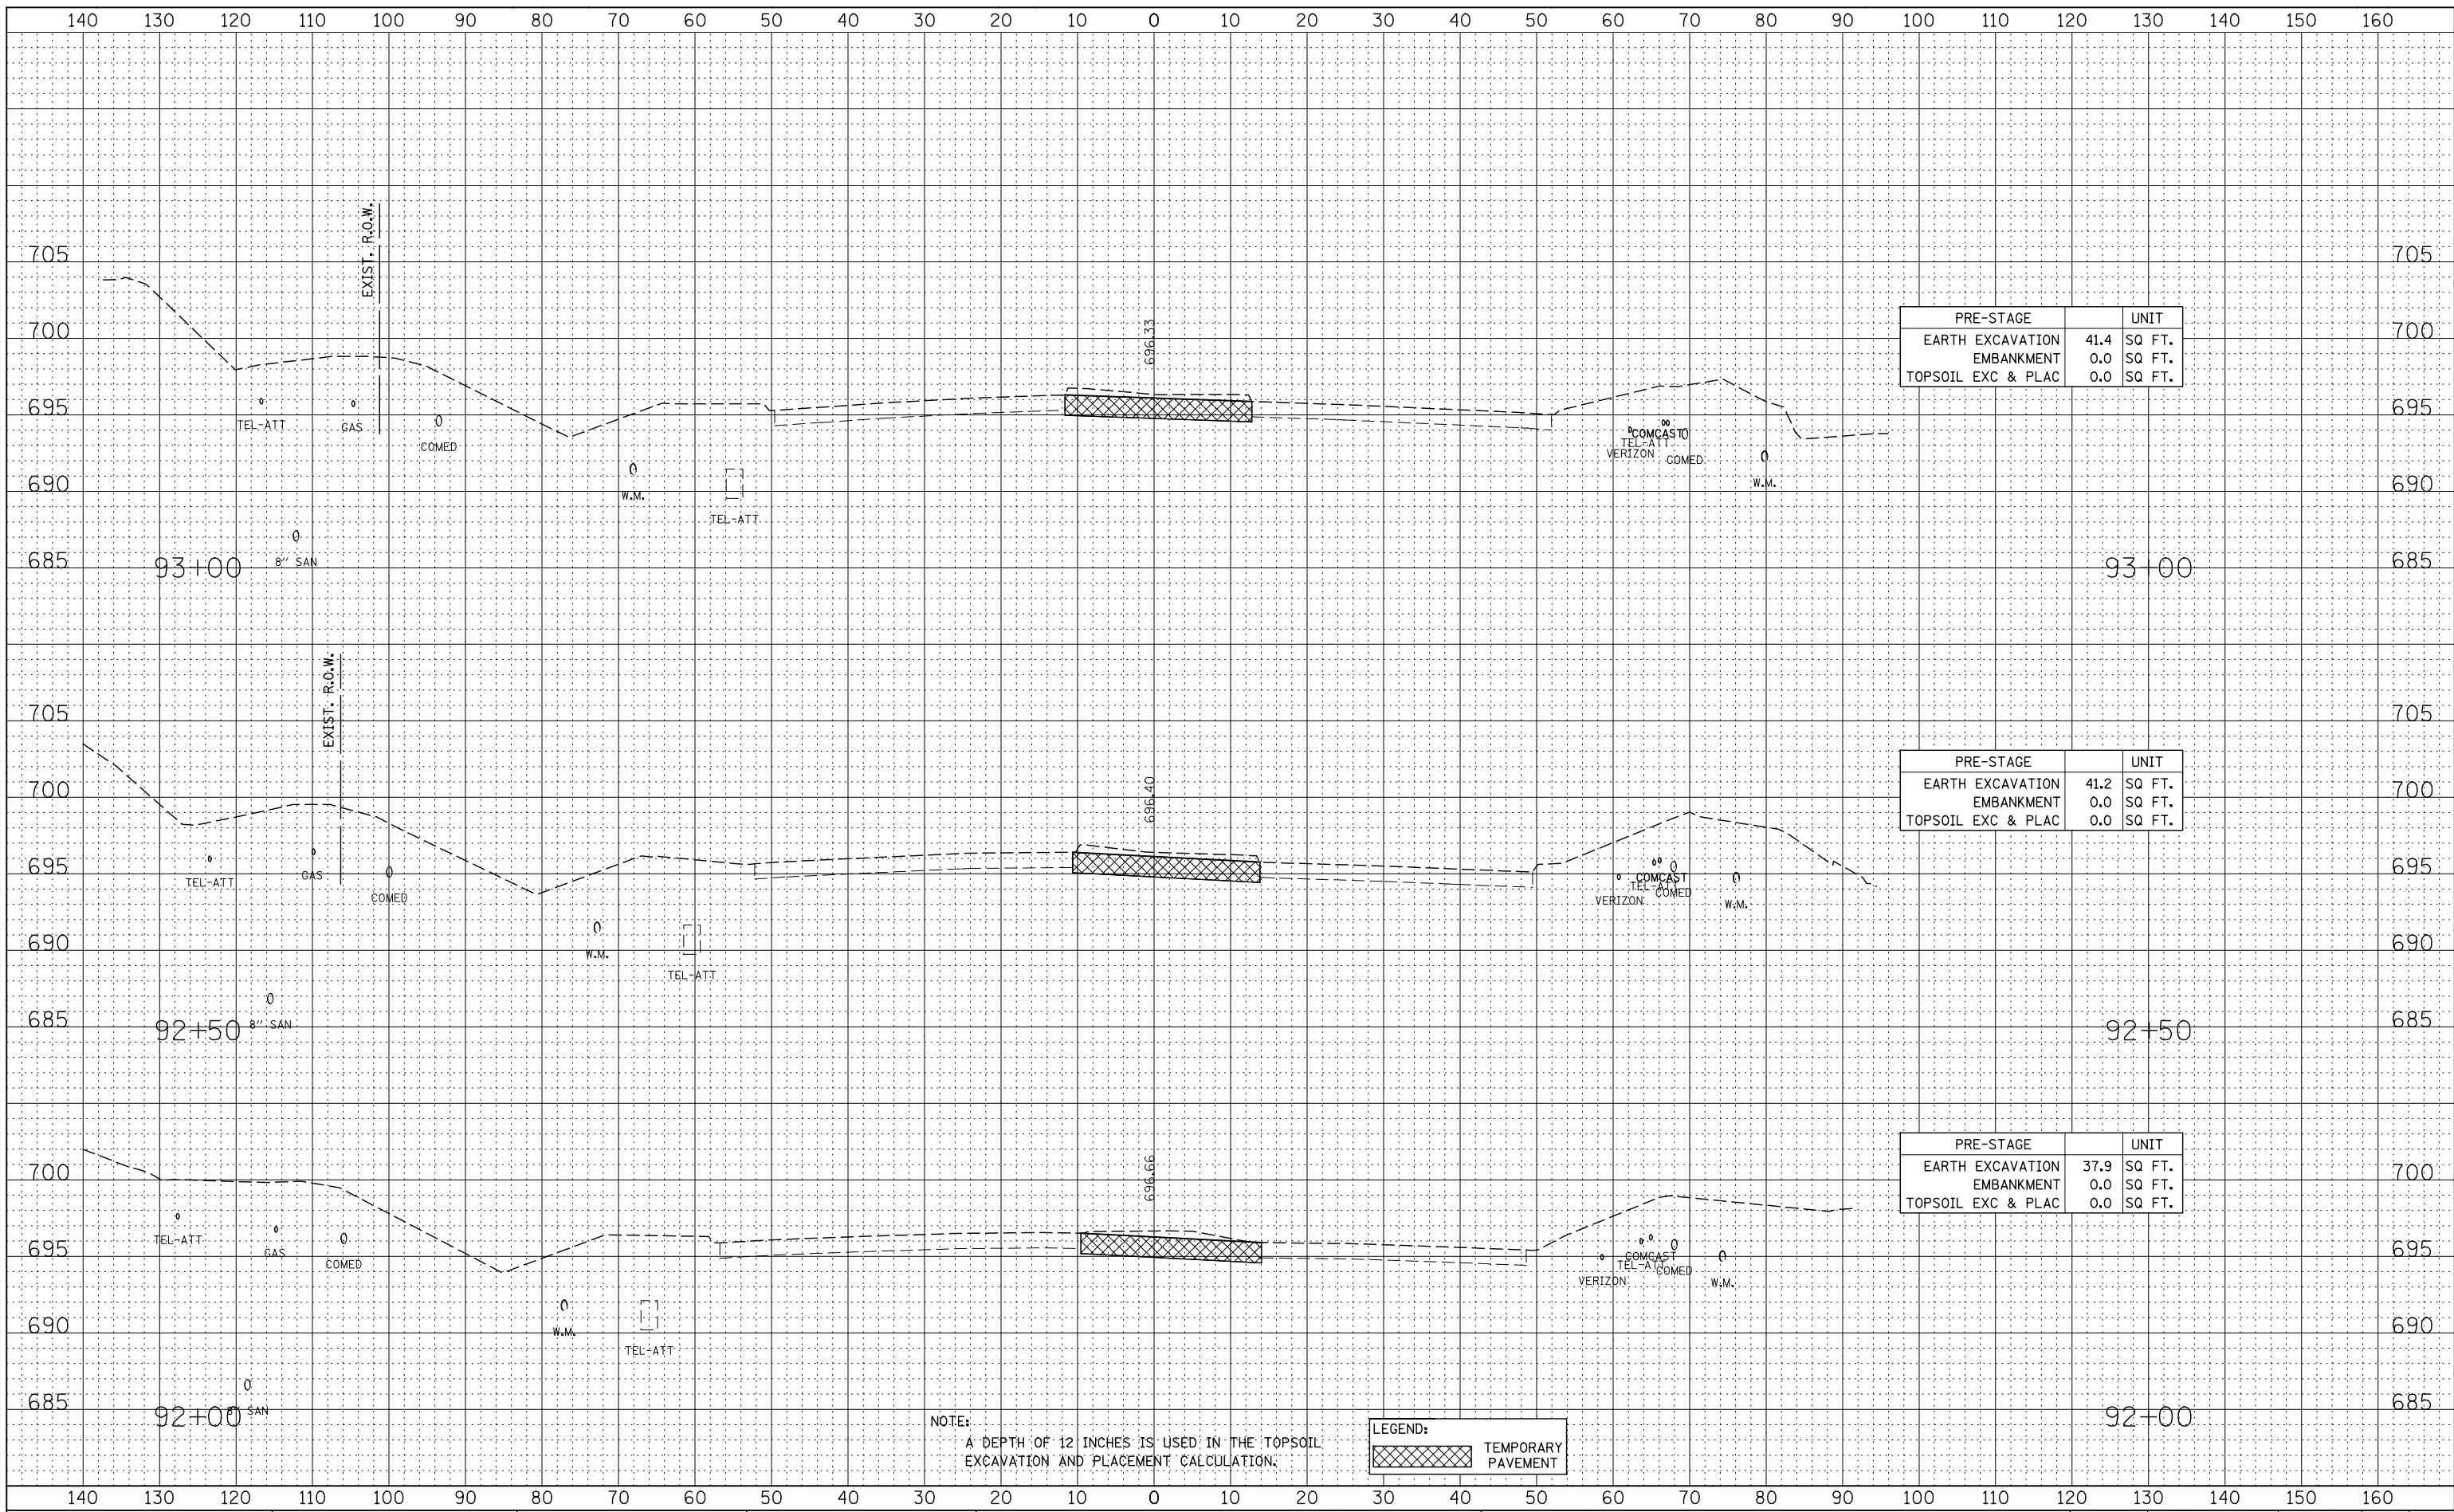 140 130 120 110 100 90 80 70 60 50 40 30 20 10 0 10 20 30 40 50 60 70 80 90 100 110 120 130 140 150 160
EXIST. R.O.W.
705 705
696.33
700 700
PRE-STAGE UNIT
EARTH EXCAVATION 41.4 SQ FT.
EMBANKMENT 0.0 SQ FT.
TOPSOIL EXC & PLAC 0.0 SQ FT.
695 695
TEL-ATT
GAS
COMED
COMCAST
TEL-ATT
VERIZON
COMED
W.M.
690 690
W.M.
TEL-ATT
8'' SAN
685 685
93+00 93+00
EXIST. R.O.W.
705 705
696.40
700 700
PRE-STAGE UNIT
EARTH EXCAVATION 41.2 SQ FT.
EMBANKMENT 0.0 SQ FT.
TOPSOIL EXC & PLAC 0.0 SQ FT.
695 695
TEL-ATT
GAS
COMED
COMCAST
TEL-ATT
COMED
VERIZON
W.M.
690 690
W.M.
TEL-ATT
8'' SAN
685 685
92+50 92+50
696.66
700 700
PRE-STAGE UNIT
EARTH EXCAVATION 37.9 SQ FT.
EMBANKMENT 0.0 SQ FT.
TOPSOIL EXC & PLAC 0.0 SQ FT.
695 695
TEL-ATT
GAS
COMED
COMCAST
TEL-ATT
COMED
VERIZON
W.M.
690 690
W.M.
TEL-ATT
8'' SAN
685 685
92+00 92+00
NOTE:
A DEPTH OF 12 INCHES IS USED IN THE TOPSOIL
EXCAVATION AND PLACEMENT CALCULATION.
LEGEND:
TEMPORARY
PAVEMENT
140 130 120 110 100 90 80 70 60 50 40 30 20 10 0 10 20 30 40 50 60 70 80 90 100 110 120 130 140 150 160